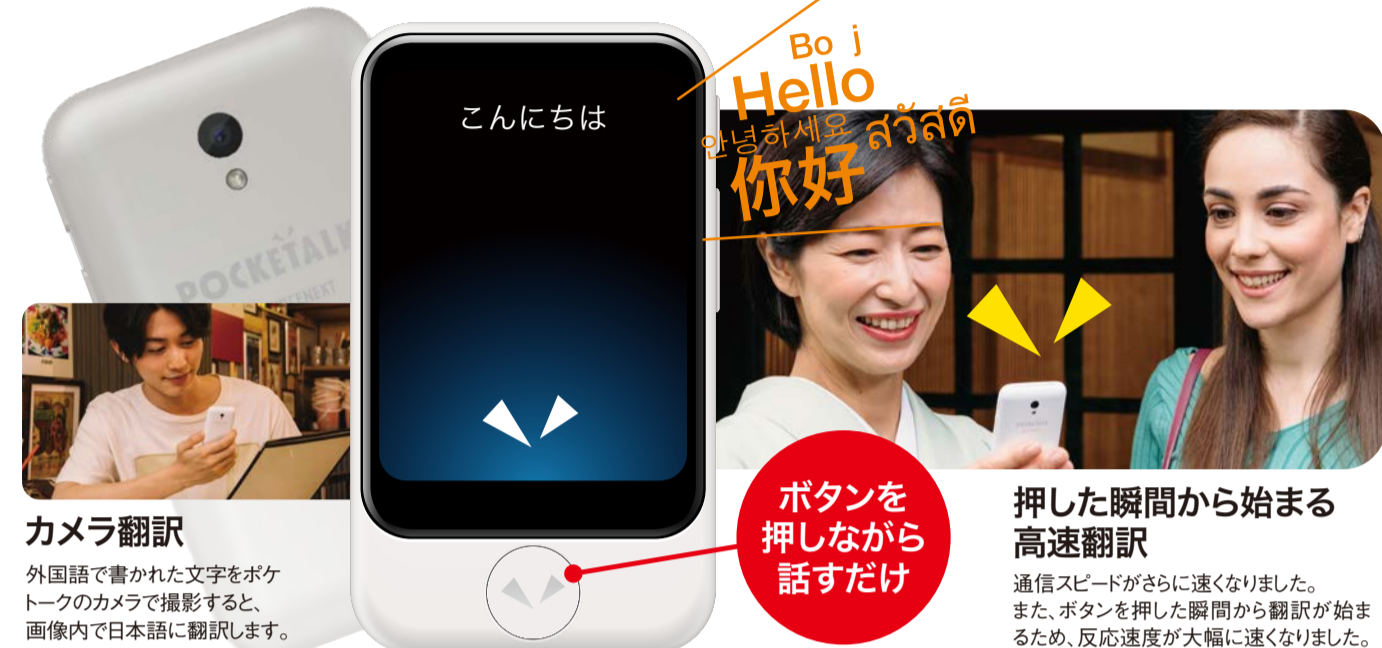 こんにちは
Bo j
Hello
안녕하세요
สวัสดี
你好
POCKETALK
カメラ翻訳
外国語で書かれた文字をポケ
トークのカメラで撮影すると、
画像内で日本語に翻訳します。
ボタンを
押しながら
話すだけ
押した瞬間から始まる
高速翻訳
通信スピードがさらに速くなりました。
また、ボタンを押した瞬間から翻訳が始ま
るため、反応速度が大幅に速くなりました。